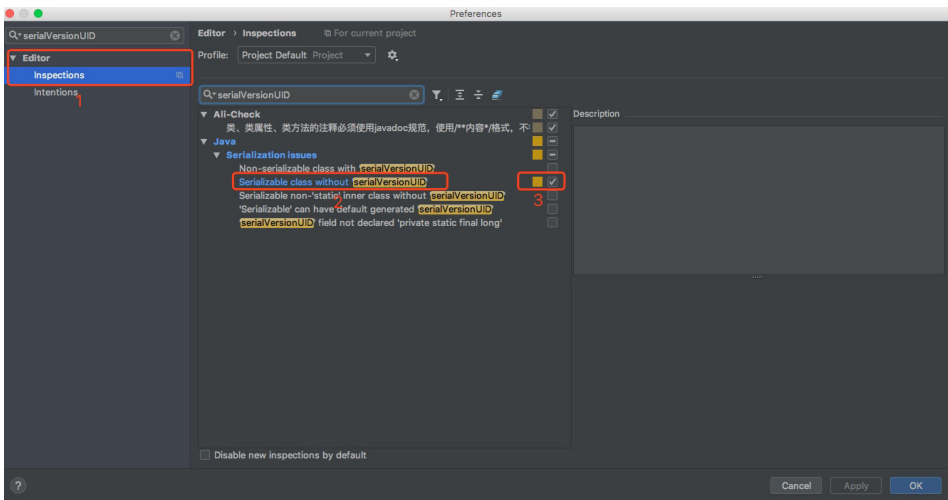 Preferences
serialVersionUID
Editor
Inspections
Intentions
1
Editor › Inspections For current project
Profile: Project Default Project
serialVersionUID
Ali-Check
类、类属性、类方法的注释必须使用javadoc规范，使用/**内容*/格式，不
Java
Serialization issues
Non-serializable class with 'serialVersionUID'
Serializable class without 'serialVersionUID'
Serializable non-'static' inner class without 'serialVersionUID'
2
3
'Serializable' can have default generated 'serialVersionUID'
'serialVersionUID' field not declared 'private static final long'
Description
Disable new inspections by default
?
Cancel
Apply
OK